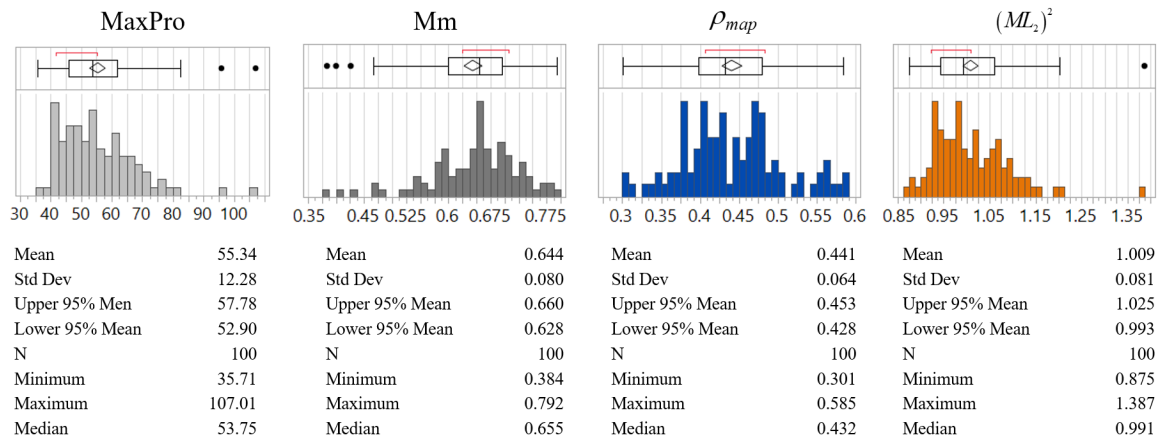 MaxPro Mm ρ_map (ML₂)²
30 40 50 60 70 80 90 100 0.35 0.45 0.525 0.6 0.675 0.775 0.3 0.35 0.4 0.45 0.5 0.55 0.6 0.85 0.95 1.05 1.15 1.25 1.35
Mean 55.34 Mean 0.644 Mean 0.441 Mean 1.009
Std Dev 12.28 Std Dev 0.080 Std Dev 0.064 Std Dev 0.081
Upper 95% Men 57.78 Upper 95% Mean 0.660 Upper 95% Mean 0.453 Upper 95% Mean 1.025
Lower 95% Mean 52.90 Lower 95% Mean 0.628 Lower 95% Mean 0.428 Lower 95% Mean 0.993
N 100 N 100 N 100 N 100
Minimum 35.71 Minimum 0.384 Minimum 0.301 Minimum 0.875
Maximum 107.01 Maximum 0.792 Maximum 0.585 Maximum 1.387
Median 53.75 Median 0.655 Median 0.432 Median 0.991